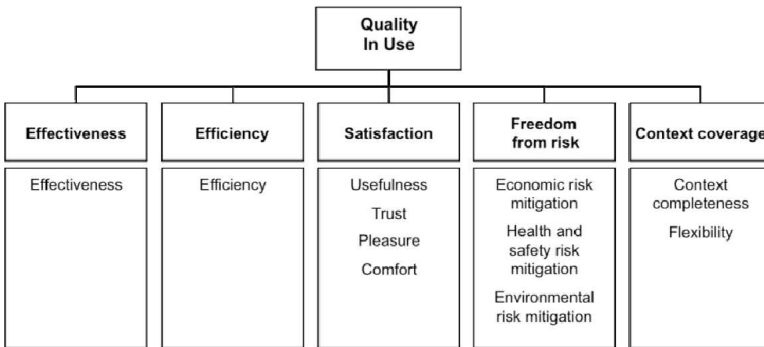 Quality
In Use
Effectiveness
Efficiency
Satisfaction
Freedom
from risk
Context coverage
Effectiveness
Efficiency
Usefulness
Trust
Pleasure
Comfort
Economic risk
mitigation
Health and
safety risk
mitigation
Environmental
risk mitigation
Context
completeness
Flexibility